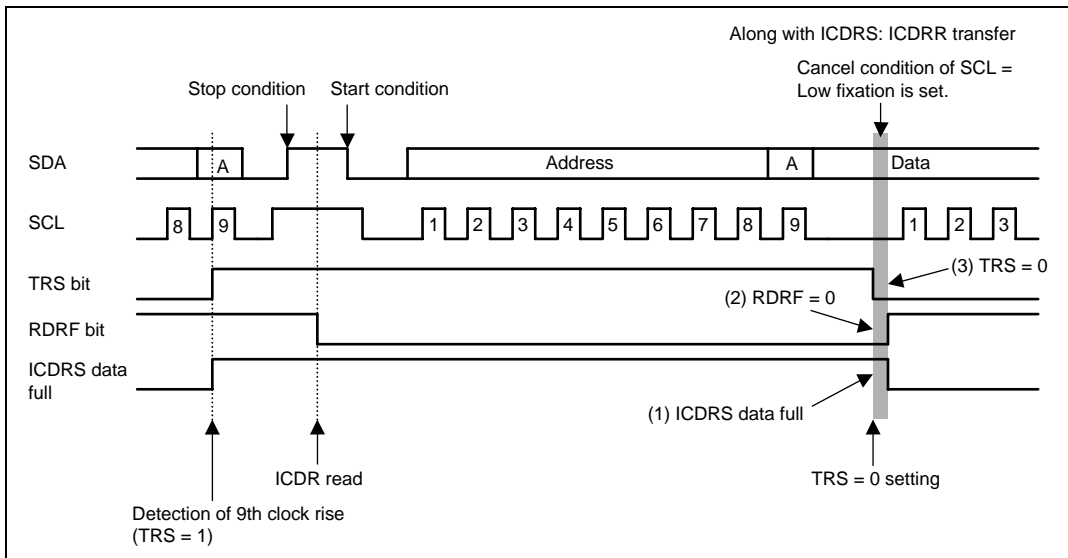 Along with ICDRS: ICDRR transfer
Cancel condition of SCL =
Low fixation is set.
Stop condition
Start condition
SDA
A
Address
A
Data
SCL
8
9
1
2
3
4
5
6
7
8
9
1
2
3
TRS bit
(3) TRS = 0
(2) RDRF = 0
RDRF bit
ICDRS data
full
(1) ICDRS data full
ICDR read
TRS = 0 setting
Detection of 9th clock rise
(TRS = 1)